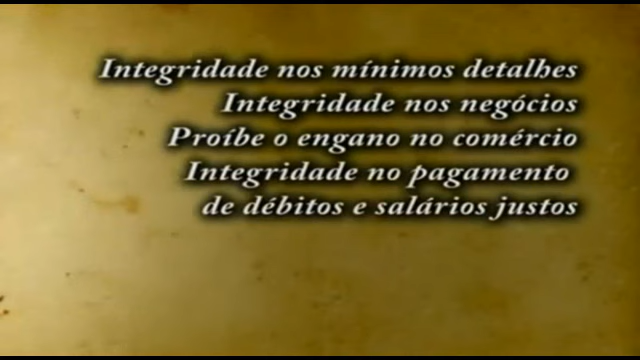 Integridade nos mínimos detalhes
Integridade nos negócios
Proíbe o engano no comércio
Integridade no pagamento
de débitos e salários justos